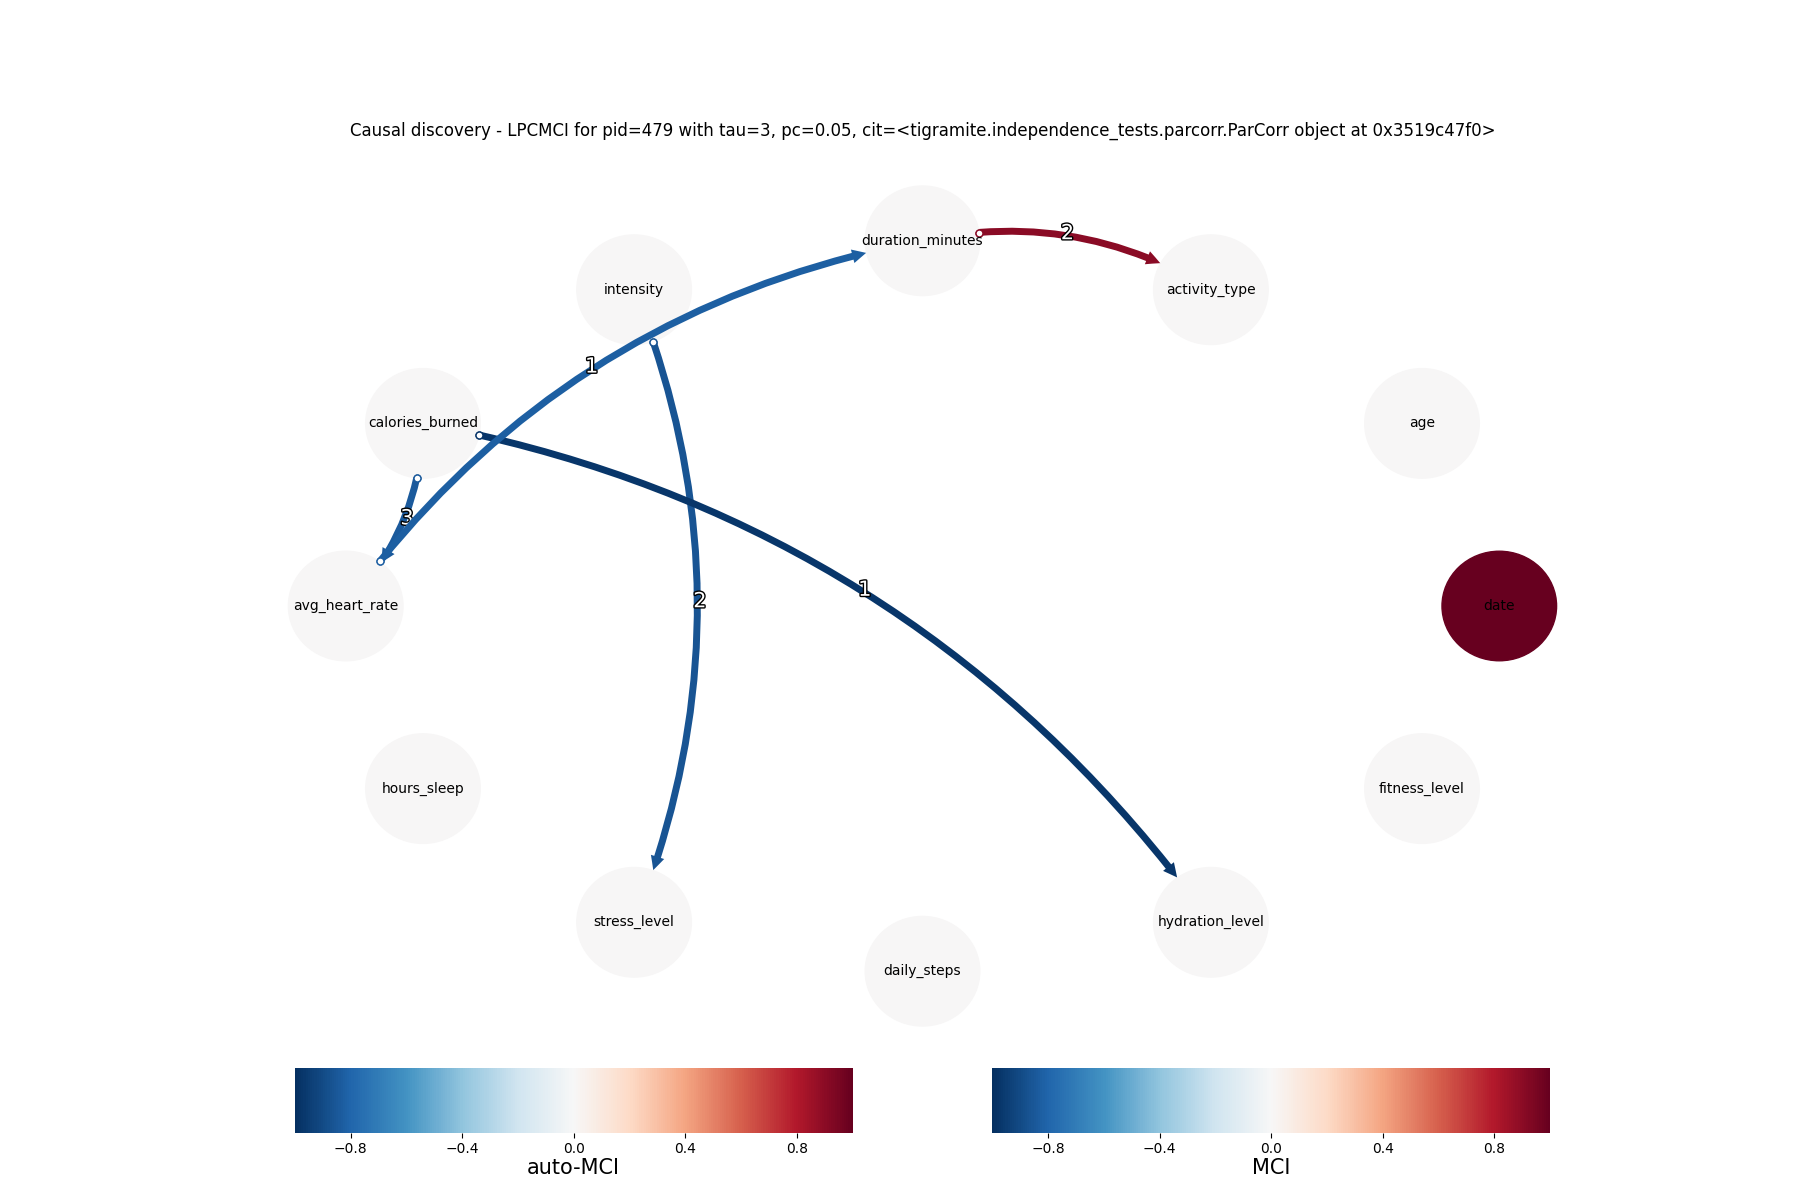 Causal discovery - LPCMCI for pid=479 with tau=3, pc=0.05, cit=<tigramite.independence_tests.parcorr.ParCorr object at 0x3519c47f0>
duration_minutes
2
intensity
activity_type
1
calories_burned
age
3
1
2
avg_heart_rate
date
hours_sleep
fitness_level
stress_level
hydration_level
daily_steps
−0.8 −0.4 0.0 0.4 0.8
auto-MCI
−0.8 −0.4 0.0 0.4 0.8
MCI